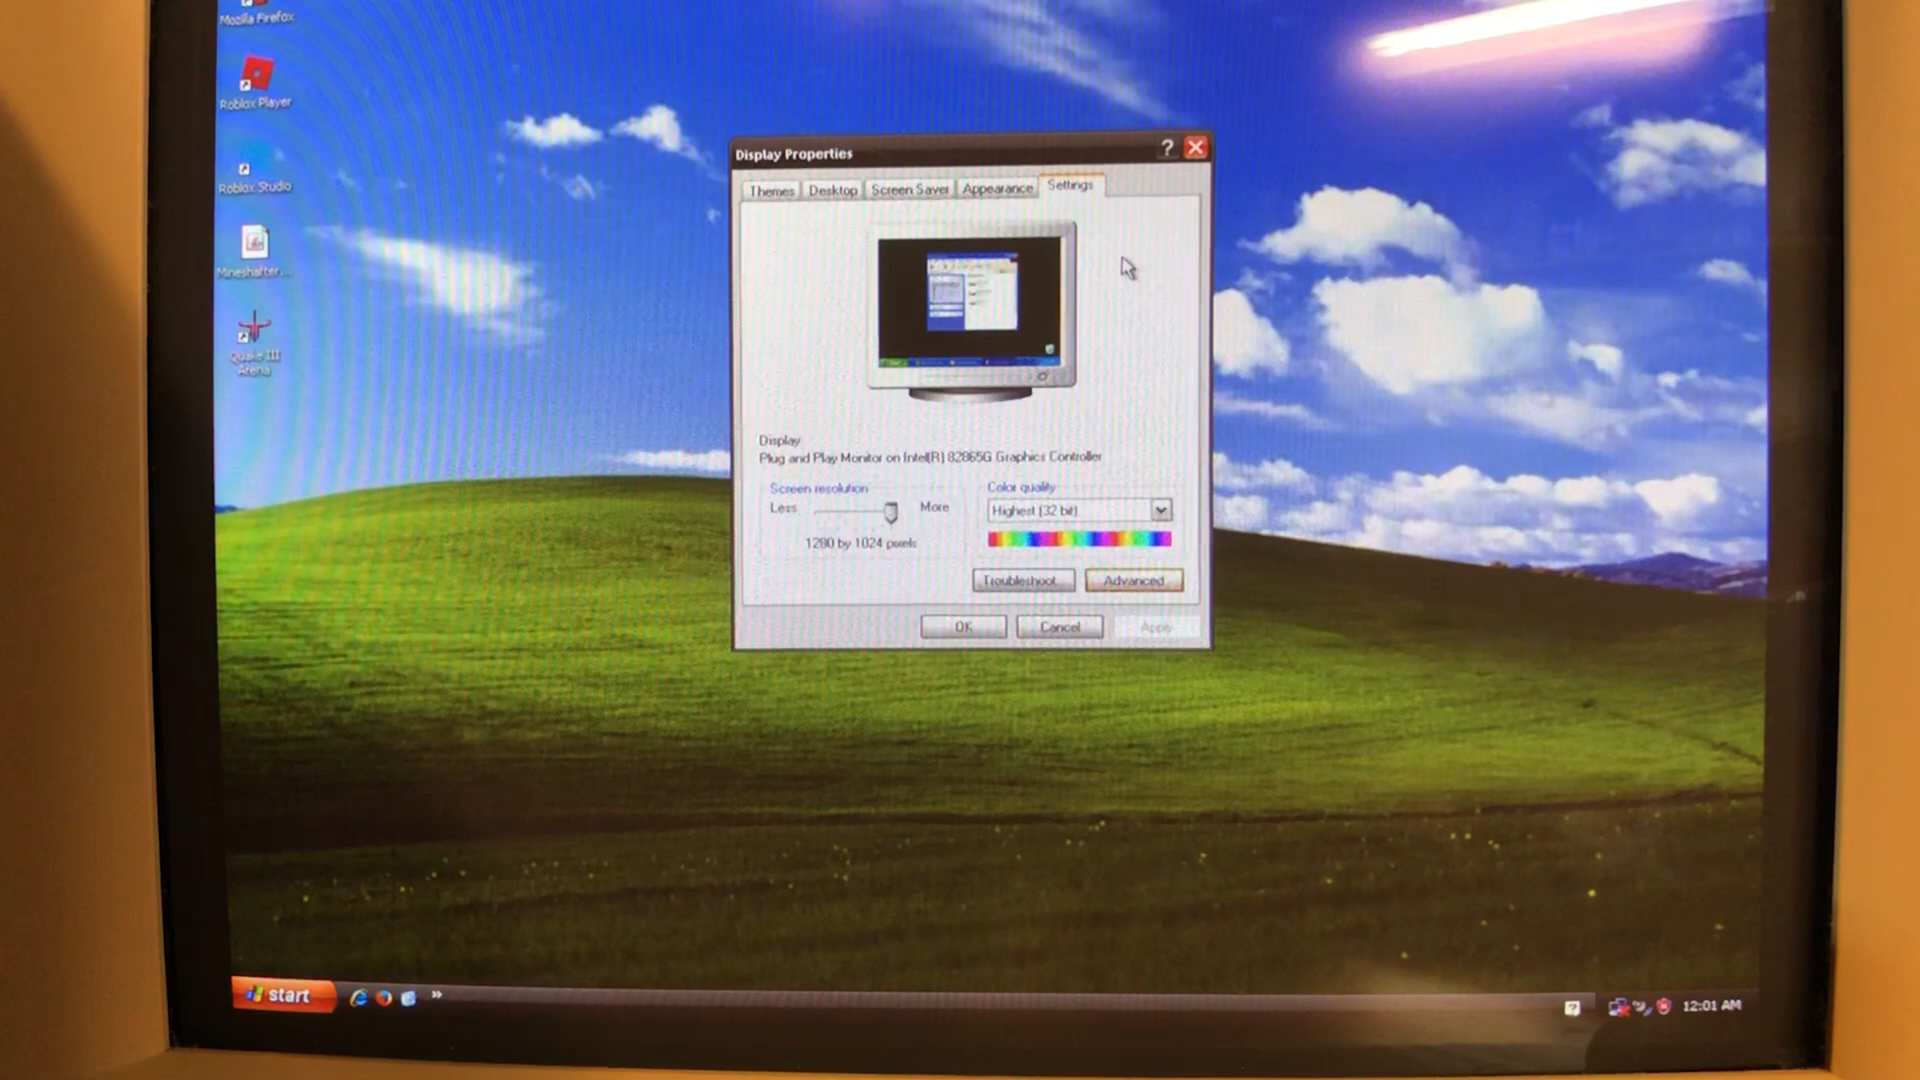 Mozilla Firefox
Roblox Player
Roblox Studio
Mineshafter...
Quake III
Arena
Display Properties
?
Themes
Desktop
Screen Saver
Appearance
Settings
Display
Plug and Play Monitor on Intel(R) 82865G Graphics Controller
Screen resolution
Less
More
1280 by 1024 pixels
Color quality
Highest (32 bit)
Troubleshoot...
Advanced
OK
Cancel
Apply
start
»
?
12:01 AM